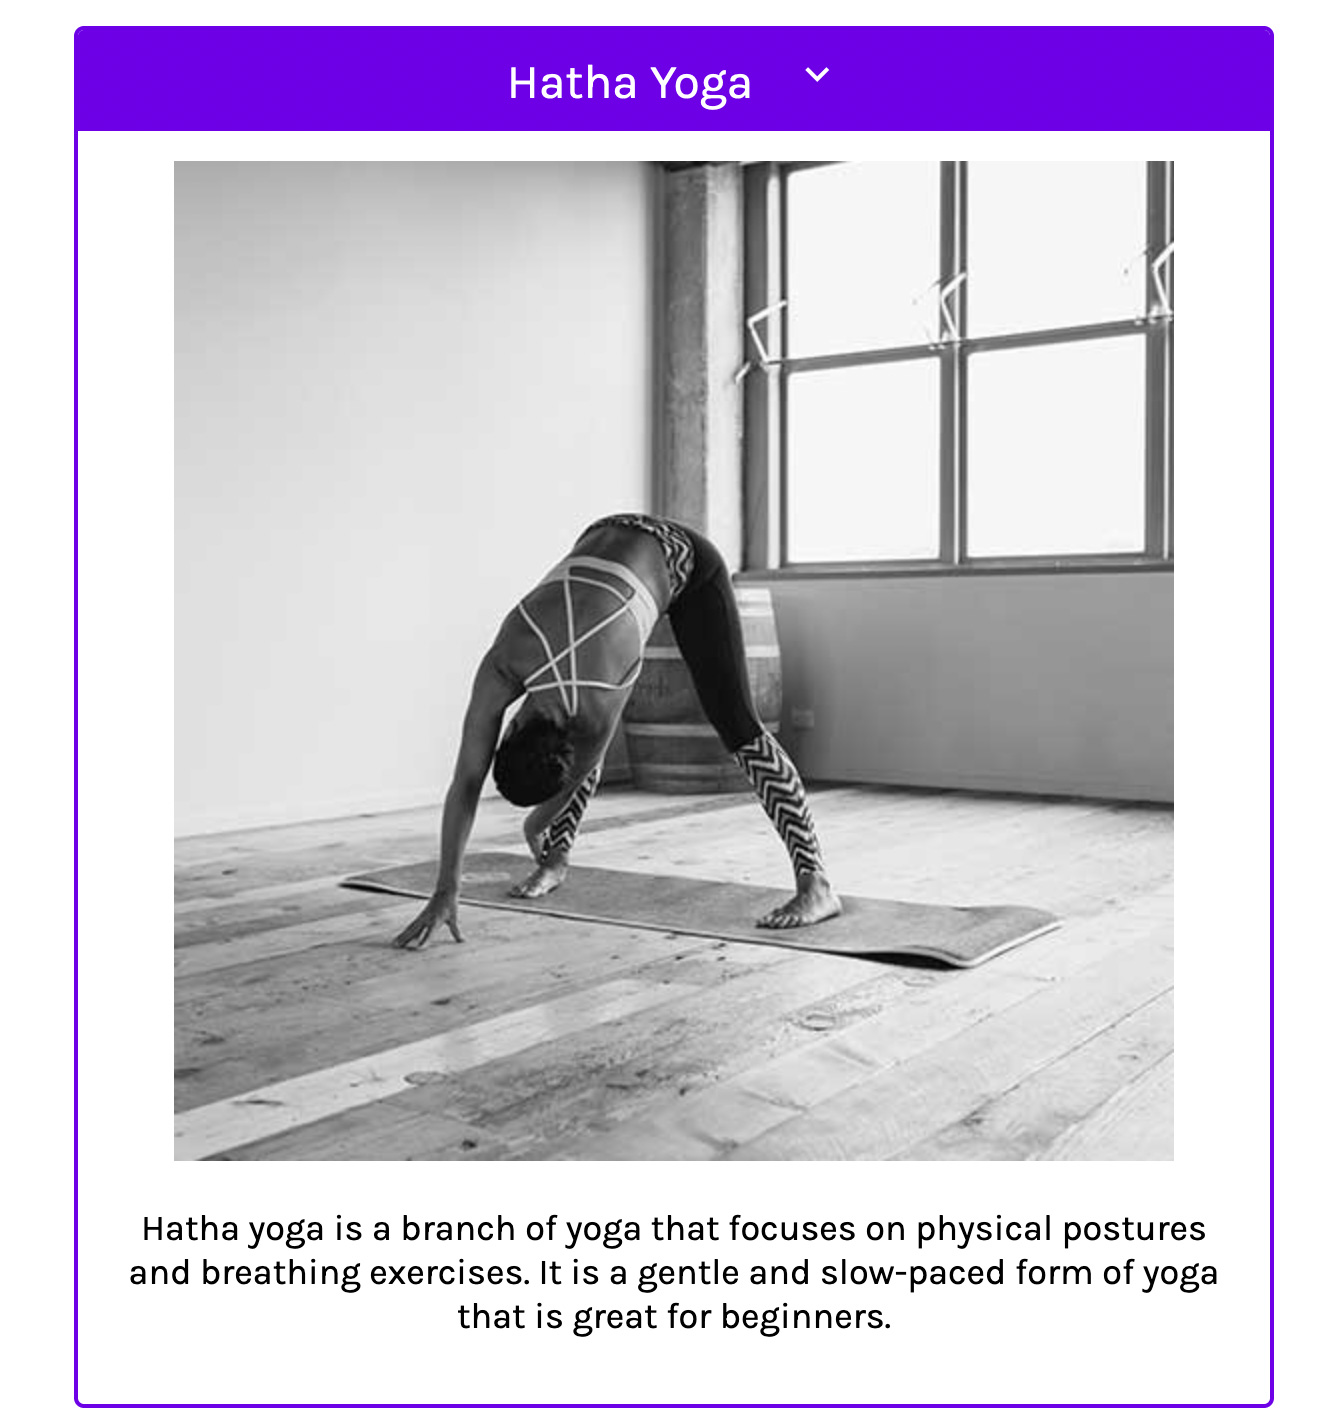 Hatha Yoga
Hatha yoga is a branch of yoga that focuses on physical postures
and breathing exercises. It is a gentle and slow-paced form of yoga
that is great for beginners.